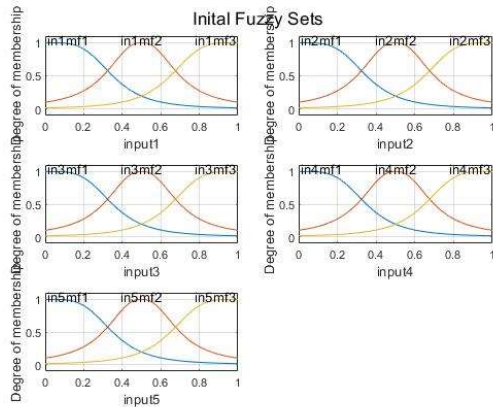 Inital Fuzzy Sets
in1mf1 in1mf2 in1mf3
Degree of membership
1
0.5
0
0 0.2 0.4 0.6 0.8 1
input1
in2mf1 in2mf2 in2mf3
Degree of membership
1
0.5
0
0 0.2 0.4 0.6 0.8 1
input2
in3mf1 in3mf2 in3mf3
Degree of membership
1
0.5
0
0 0.2 0.4 0.6 0.8 1
input3
in4mf1 in4mf2 in4mf3
Degree of membership
1
0.5
0
0 0.2 0.4 0.6 0.8 1
input4
in5mf1 in5mf2 in5mf3
Degree of membership
1
0.5
0
0 0.2 0.4 0.6 0.8 1
input5